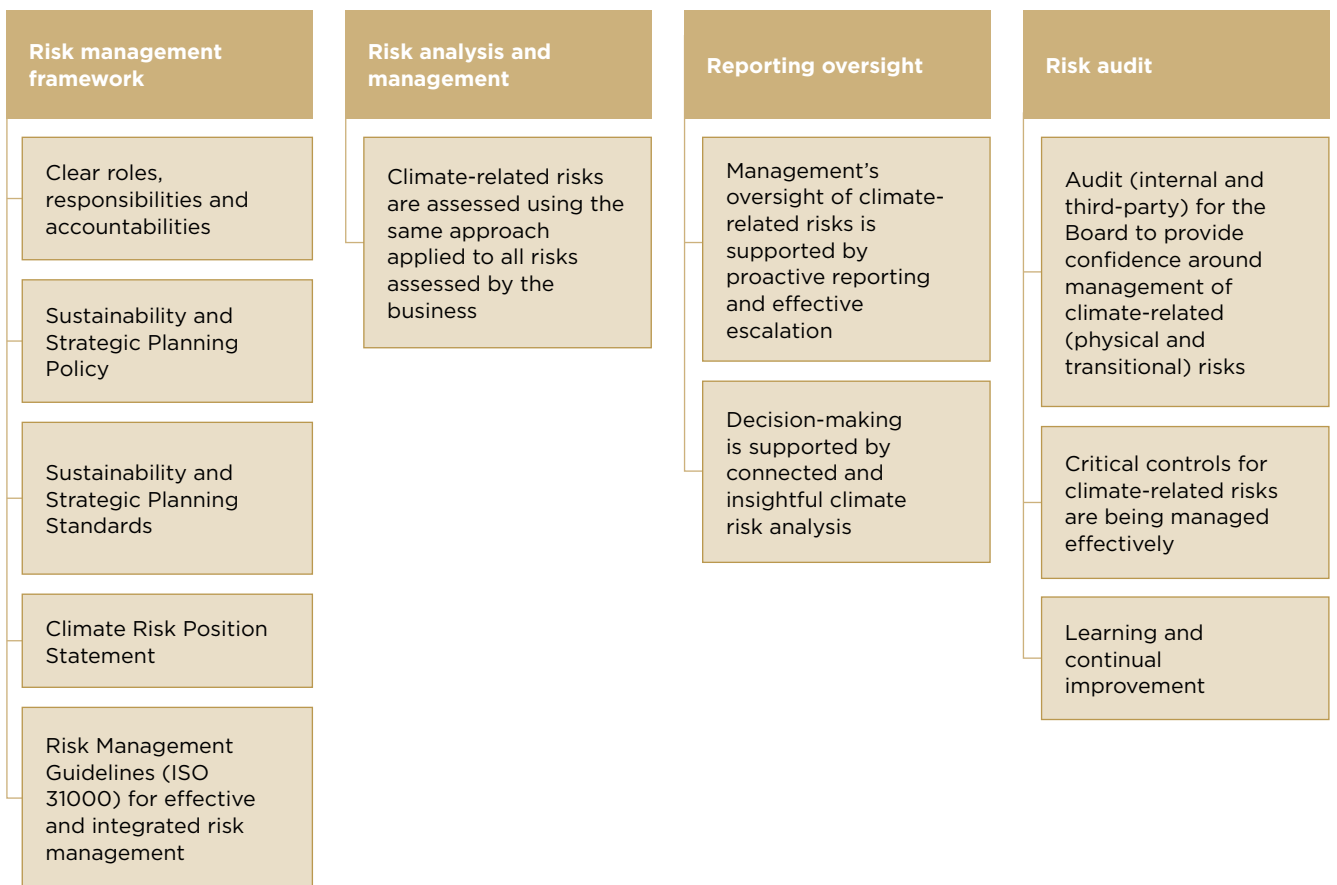 Risk management
framework
Clear roles,
responsibilities and
accountabilities
Sustainability and
Strategic Planning
Policy
Sustainability and
Strategic Planning
Standards
Climate Risk Position
Statement
Risk Management
Guidelines (ISO
31000) for effective
and integrated risk
management
Risk analysis and
management
Climate-related risks
are assessed using the
same approach
applied to all risks
assessed by the
business
Reporting oversight
Management’s
oversight of climate-
related risks is
supported by
proactive reporting
and effective
escalation
Decision-making
is supported by
connected and
insightful climate
risk analysis
Risk audit
Audit (internal and
third-party) for the
Board to provide
confidence around
management of
climate-related
(physical and
transitional) risks
Critical controls for
climate-related risks
are being managed
effectively
Learning and
continual
improvement